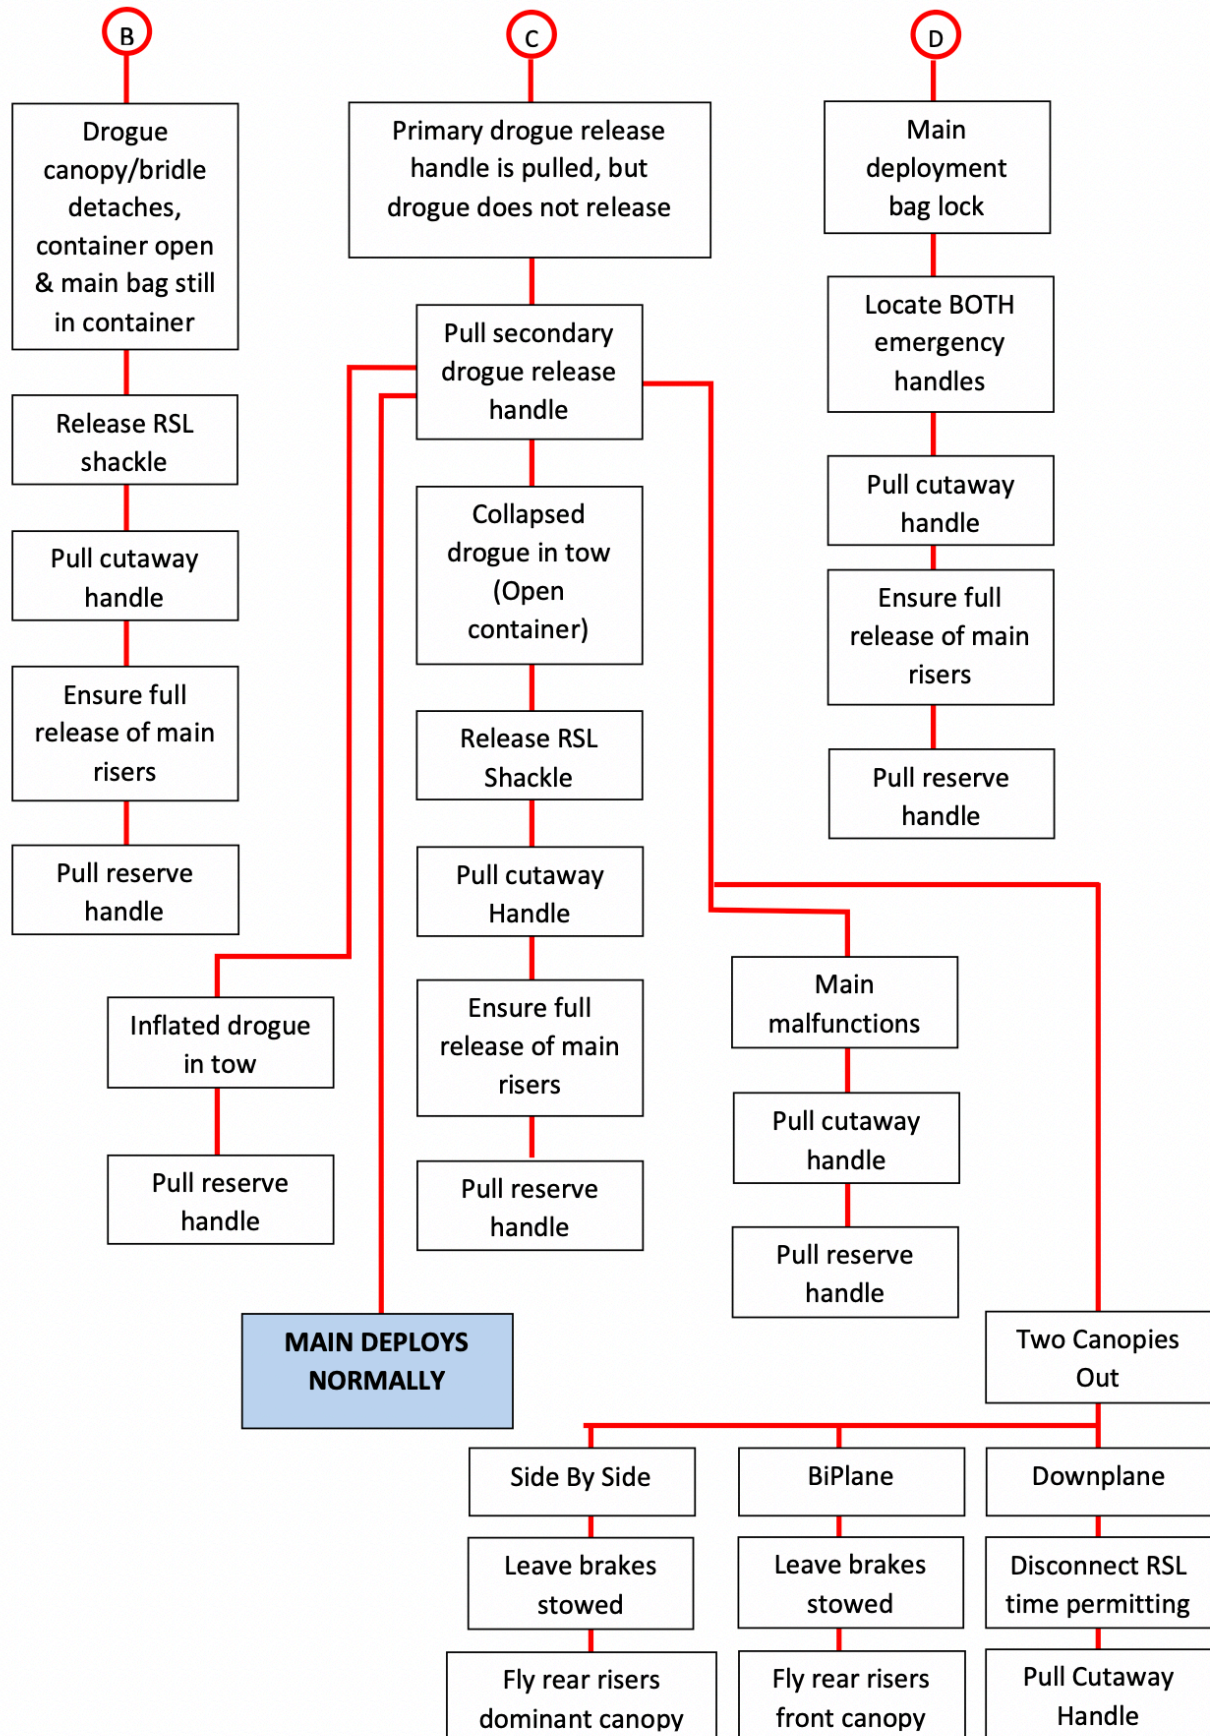 B
Drogue
canopy/bridle
detaches,
container open
& main bag still
in container
Release RSL
shackle
Pull cutaway
handle
Ensure full
release of main
risers
Pull reserve
handle
C
Primary drogue release
handle is pulled, but
drogue does not release
Pull secondary
drogue release
handle
Inflated drogue
in tow
Pull reserve
handle
MAIN DEPLOYS
NORMALLY
Collapsed
drogue in tow
(Open
container)
Release RSL
Shackle
Pull cutaway
Handle
Ensure full
release of main
risers
Pull reserve
handle
Main
malfunctions
Pull cutaway
handle
Pull reserve
handle
Two Canopies
Out
Side By Side
Leave brakes
stowed
Fly rear risers
dominant canopy
BiPlane
Leave brakes
stowed
Fly rear risers
front canopy
Downplane
Disconnect RSL
time permitting
Pull Cutaway
Handle
D
Main
deployment
bag lock
Locate BOTH
emergency
handles
Pull cutaway
handle
Ensure full
release of main
risers
Pull reserve
handle